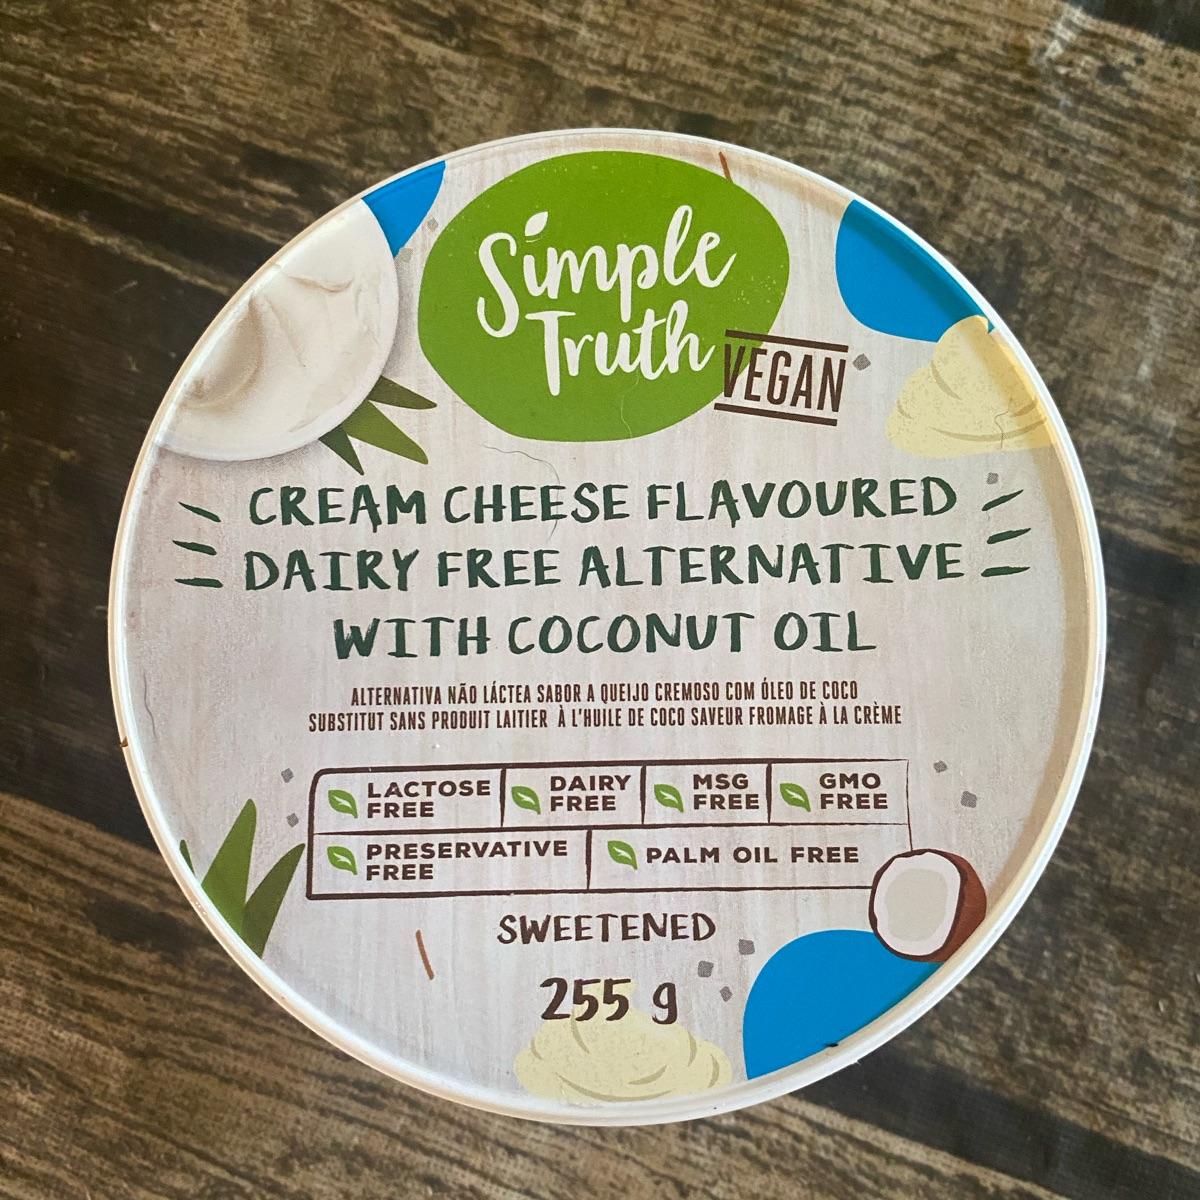 Simple
Truth
VEGAN
CREAM CHEESE FLAVOURED
DAIRY FREE ALTERNATIVE
WITH COCONUT OIL
ALTERNATIVA NÃO LÁCTEA SABOR A QUEIJO CREMOSO COM ÓLEO DE COCO
SUBSTITUT SANS PRODUIT LAITIER À L'HUILE DE COCO SAVEUR FROMAGE À LA CRÈME
LACTOSE
FREE
DAIRY
FREE
MSG
FREE
GMO
FREE
PRESERVATIVE
FREE
PALM OIL FREE
SWEETENED
255 g